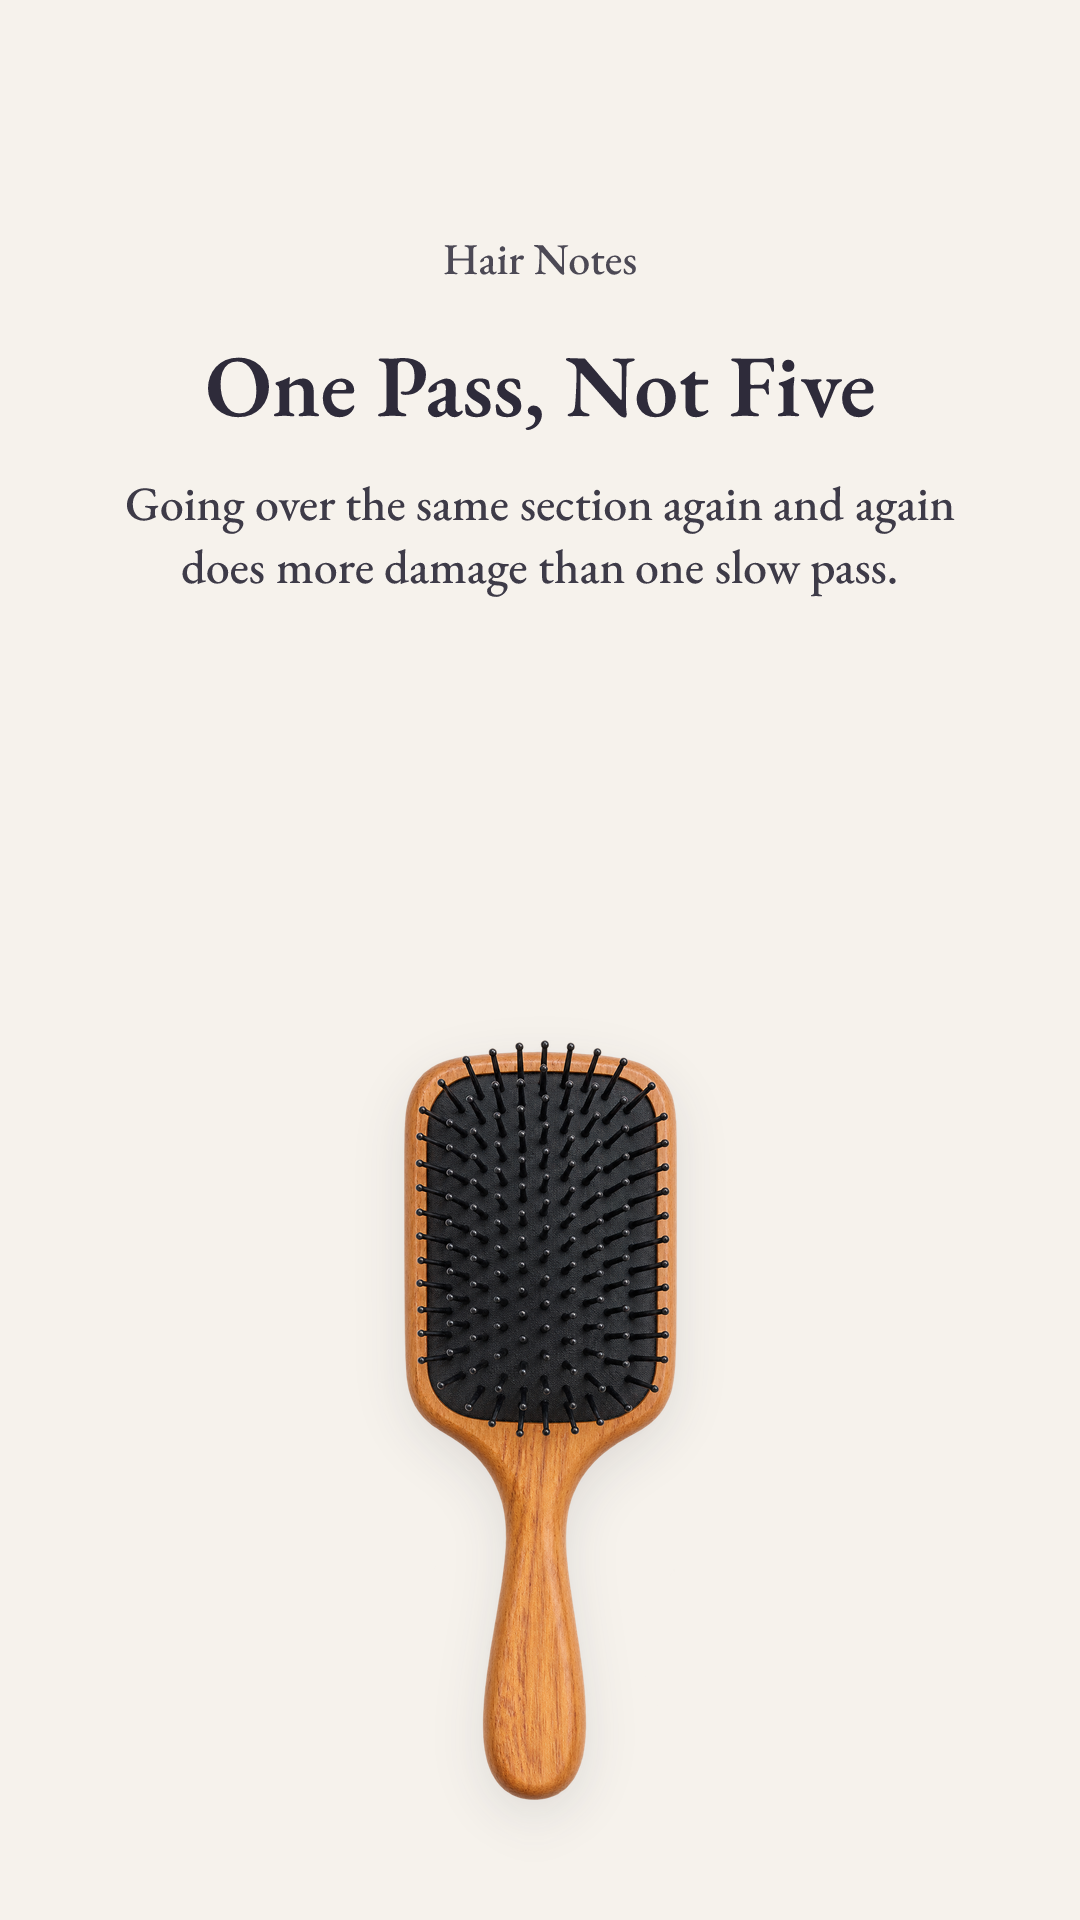 Hair Notes
One Pass, Not Five
Going over the same section again and again
does more damage than one slow pass.